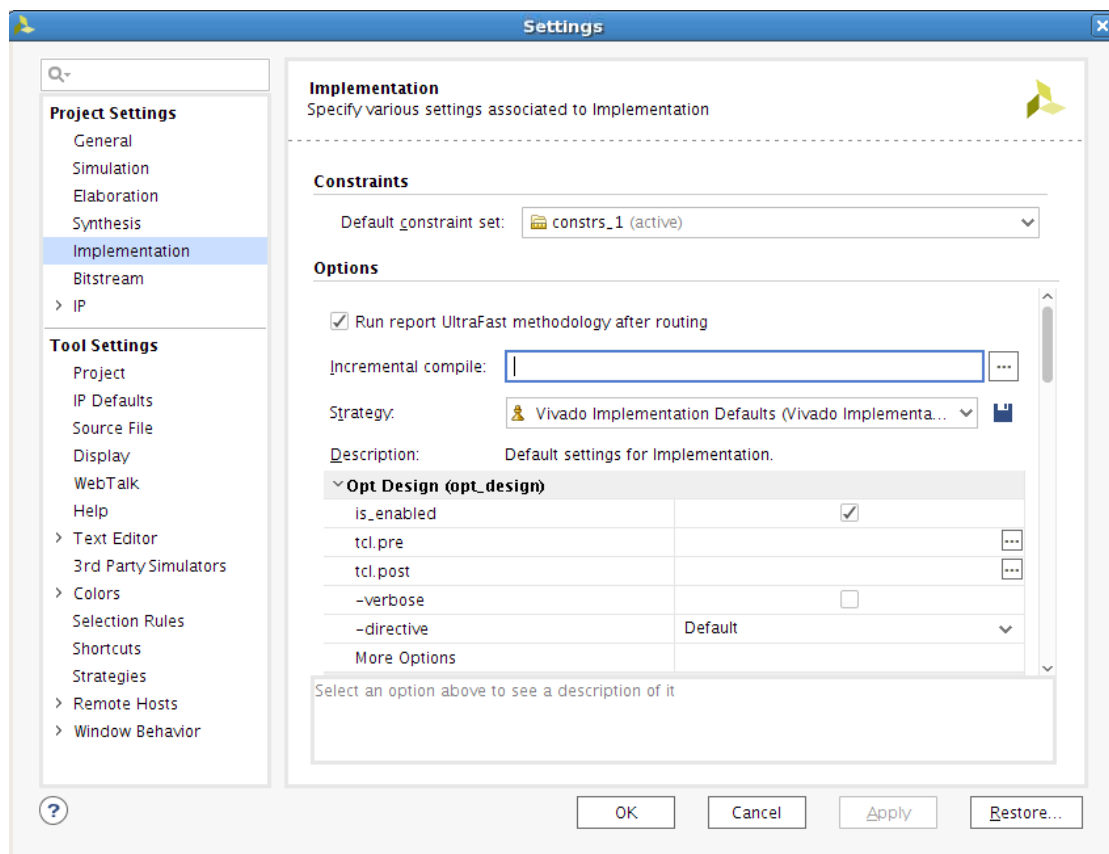 Settings
Project Settings
General
Simulation
Elaboration
Synthesis
Implementation
Bitstream
IP
Tool Settings
Project
IP Defaults
Source File
Display
WebTalk
Help
Text Editor
3rd Party Simulators
Colors
Selection Rules
Shortcuts
Strategies
Remote Hosts
Window Behavior
Implementation
Specify various settings associated to Implementation
Constraints
Default constraint set: constrs_1 (active)
Options
Run report UltraFast methodology after routing
Incremental compile: ...
Strategy: Vivado Implementation Defaults (Vivado Implementa...
Description: Default settings for Implementation.
Opt Design (opt_design)
is_enabled
tcl.pre ...
tcl.post ...
-verbose
-directive Default
More Options
Select an option above to see a description of it
? OK Cancel Apply Restore...